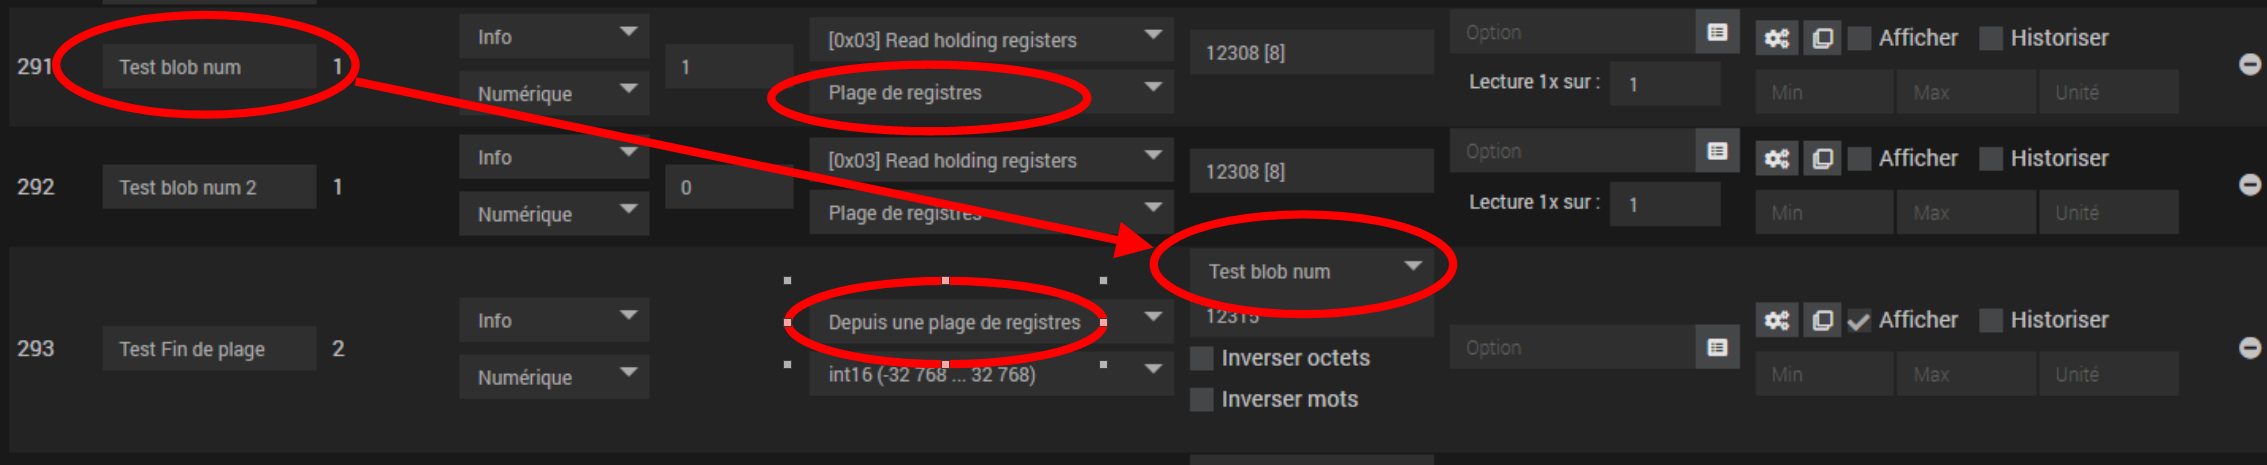 291 Test blob num 1 Info 1 [0x03] Read holding registers 12308 [8] Option Afficher Historiser
Numérique Plage de registres Lecture 1x sur : 1 Min Max Unité
292 Test blob num 2 1 Info 0 [0x03] Read holding registers 12308 [8] Option Afficher Historiser
Numérique Plage de registres Lecture 1x sur : 1 Min Max Unité
Test blob num
293 Test Fin de plage 2 Info Depuis une plage de registres 12315 Option Afficher Historiser
Numérique int16 (-32 768 ... 32 768) Inverser octets Min Max Unité
Inverser mots